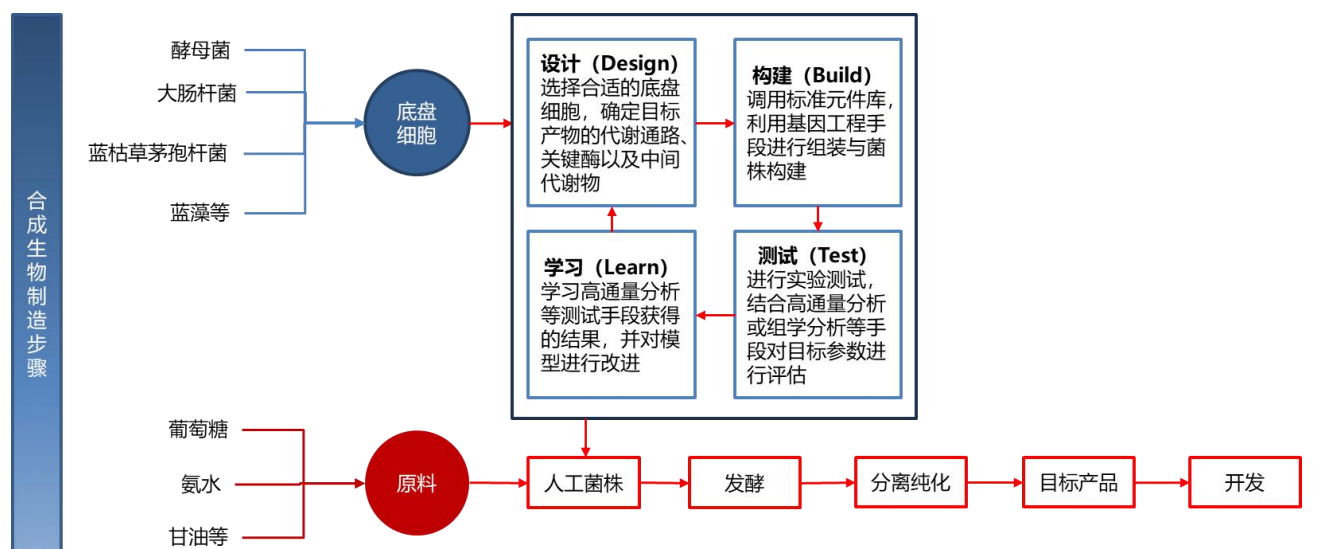 合成生物制造步骤
酵母菌
大肠杆菌
蓝枯草茅孢杆菌
蓝藻等
底盘
细胞
设计（Design）
选择合适的底盘
细胞，确定目标
产物的代谢通路、
关键酶以及中间
代谢物
构建（Build）
调用标准元件库，
利用基因工程手
段进行组装与菌
株构建
学习（Learn）
学习高通量分析
等测试手段获得
的结果，并对模
型进行改进
测试（Test）
进行实验测试，
结合高通量分析
或组学分析等手
段对目标参数进
行评估
葡萄糖
氨水
甘油等
原料
人工菌株
发酵
分离纯化
目标产品
开发